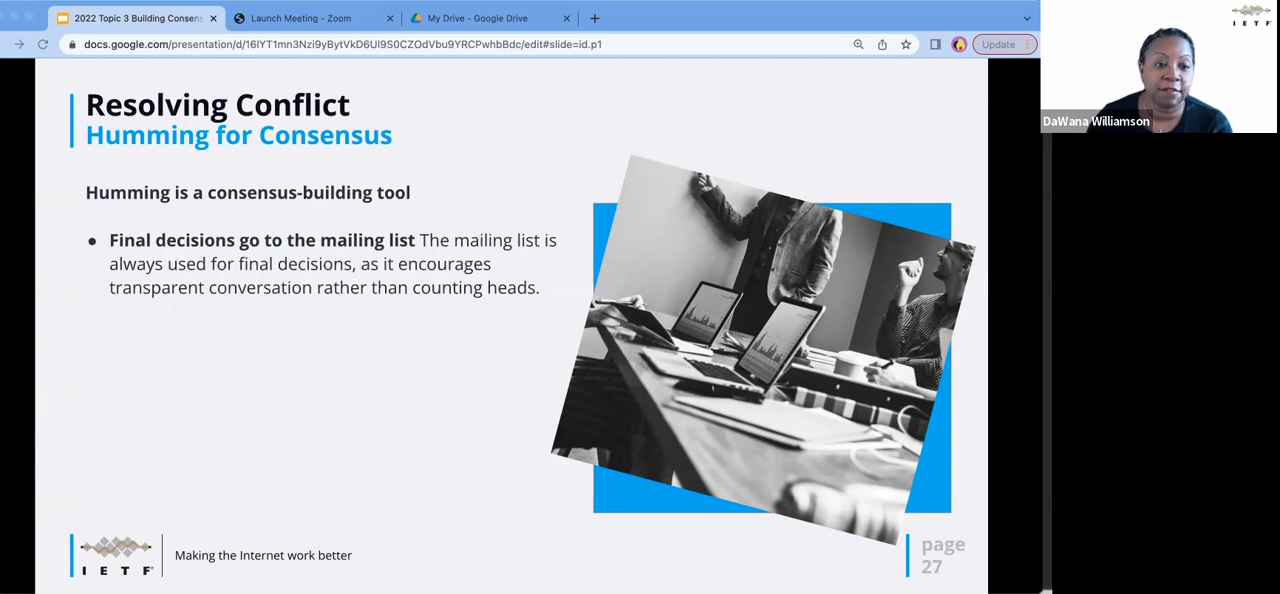 2022 Topic 3 Building Consens
Launch Meeting - Zoom
My Drive - Google Drive
docs.google.com/presentation/d/16lYT1mn3Nzi9yBytVkD6Ul9S0CZOdVbu9YRCPwhbBdc/edit#slide=id.p1
Update
IETF
DaWana Williamson
Resolving Conflict
Humming for Consensus
Humming is a consensus-building tool
● Final decisions go to the mailing list The mailing list is
always used for final decisions, as it encourages
transparent conversation rather than counting heads.
IETF
Making the Internet work better
page
27